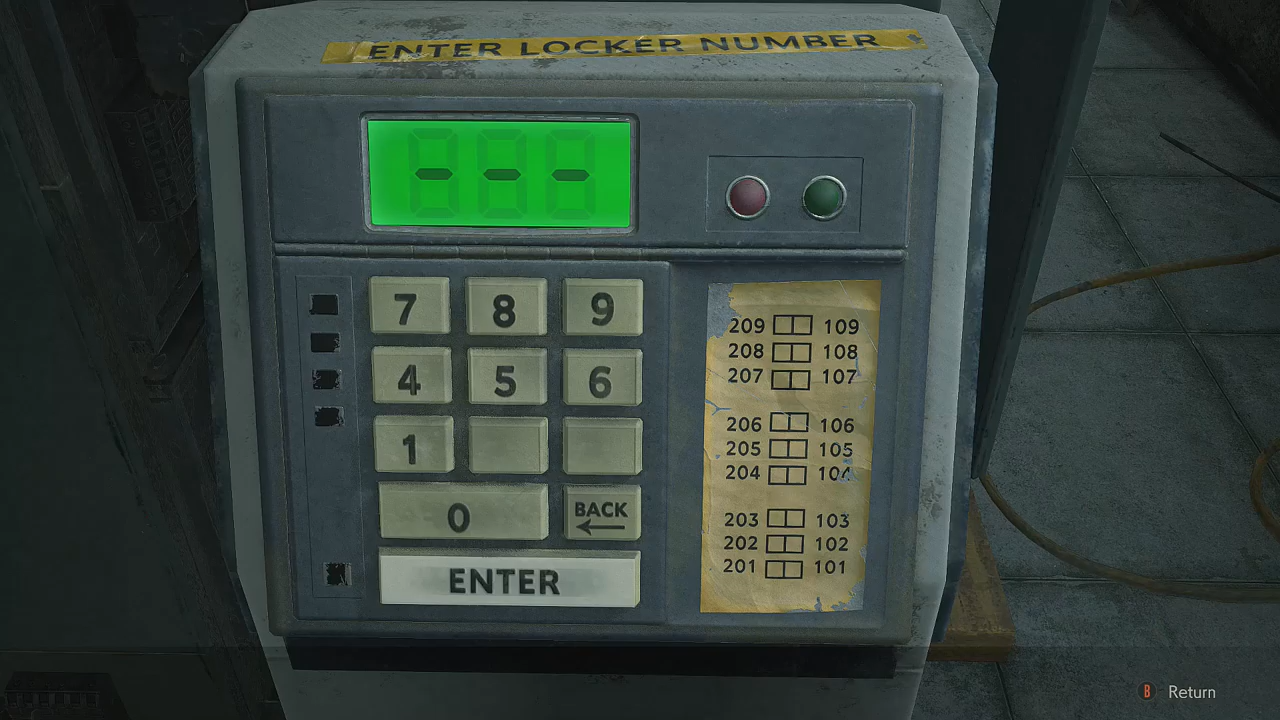 ENTER LOCKER NUMBER
- - -
7 8 9
4 5 6
1
0 BACK
ENTER
209 109
208 108
207 107
206 106
205 105
204 104
203 103
202 102
201 101
B Return